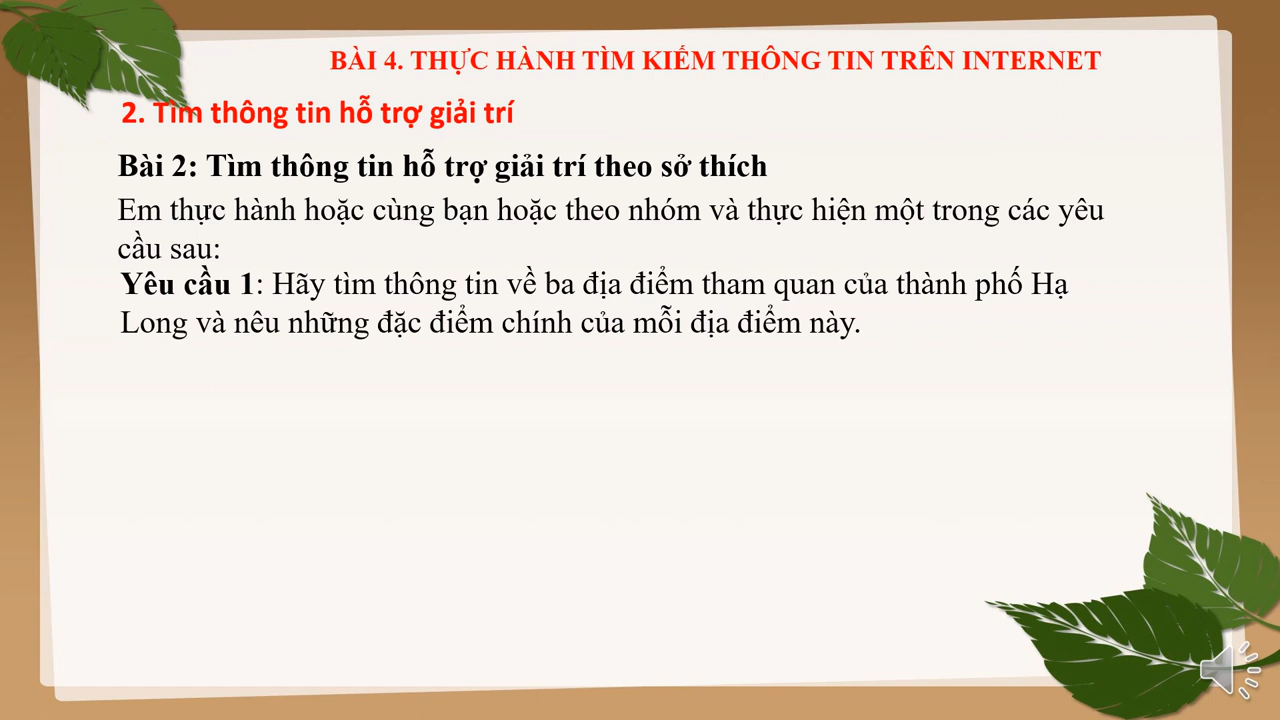 BÀI 4. THỰC HÀNH TÌM KIẾM THÔNG TIN TRÊN INTERNET
2. Tìm thông tin hỗ trợ giải trí
Bài 2: Tìm thông tin hỗ trợ giải trí theo sở thích
Em thực hành hoặc cùng bạn hoặc theo nhóm và thực hiện một trong các yêu
cầu sau:
Yêu cầu 1: Hãy tìm thông tin về ba địa điểm tham quan của thành phố Hạ
Long và nêu những đặc điểm chính của mỗi địa điểm này.